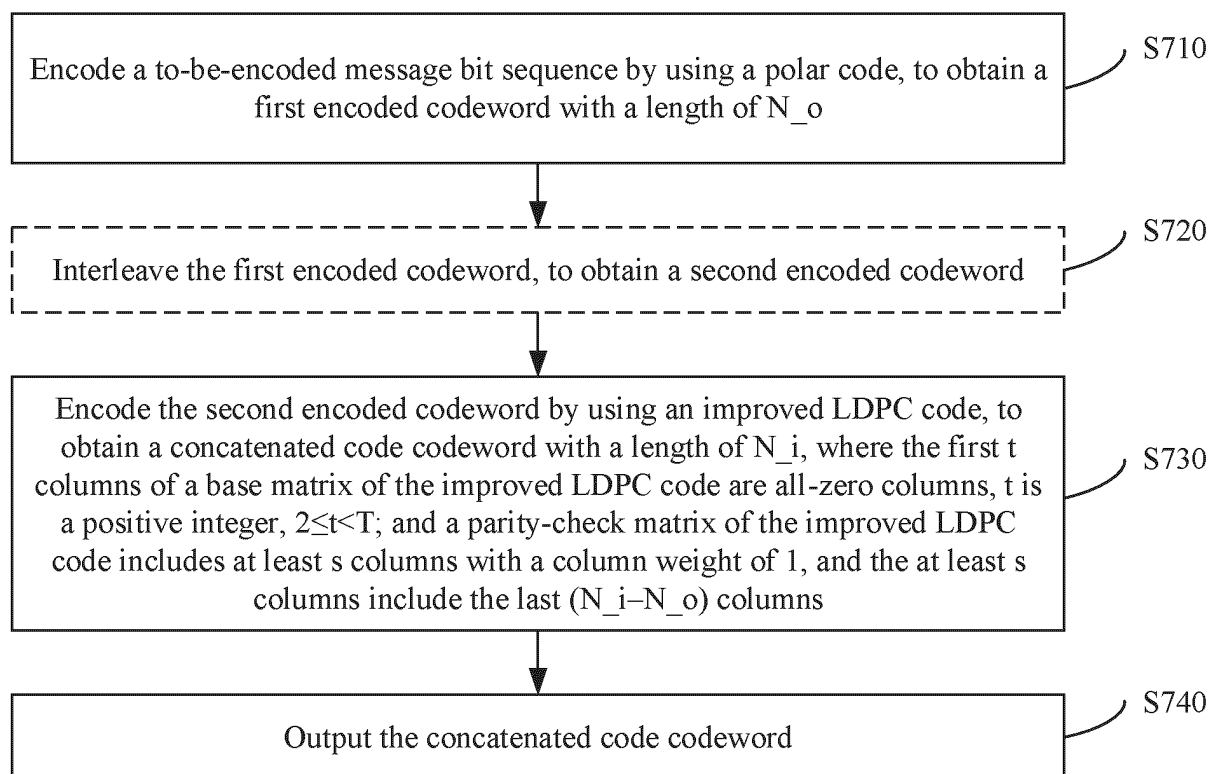 Encode a to-be-encoded message bit sequence by using a polar code, to obtain a
first encoded codeword with a length of N_o
S710
Interleave the first encoded codeword, to obtain a second encoded codeword
S720
Encode the second encoded codeword by using an improved LDPC code, to
obtain a concatenated code codeword with a length of N_i, where the first t
columns of a base matrix of the improved LDPC code are all-zero columns, t is
a positive integer, 2≤t<T; and a parity-check matrix of the improved LDPC
code includes at least s columns with a column weight of 1, and the at least s
columns include the last (N_i–N_o) columns
S730
Output the concatenated code codeword
S740